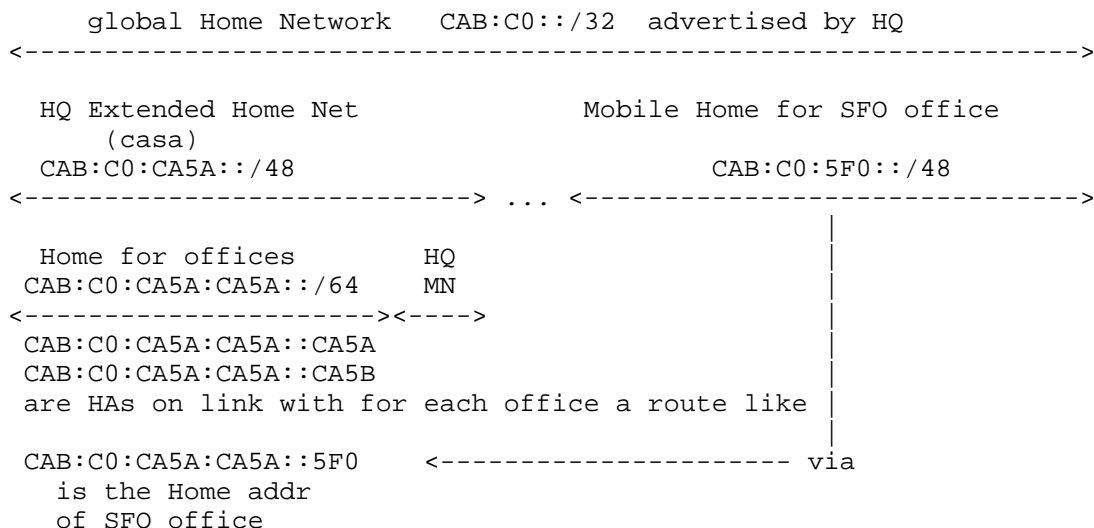 global Home Network CAB:C0::/32 advertised by HQ
<----------------------------------------------------------------------->
HQ Extended Home Net Mobile Home for SFO office
(casa)
CAB:C0:CA5A::/48 CAB:C0:5F0::/48
<------------------------------> ... <--------------------------------->
|
Home for offices HQ |
CAB:C0:CA5A:CA5A::/64 MN |
<-----------------------><----> |
CAB:C0:CA5A:CA5A::CA5A |
CAB:C0:CA5A:CA5A::CA5B |
are HAs on link with for each office a route like |
|
CAB:C0:CA5A:CA5A::5F0 <----------------------- via
is the Home addr
of SFO office